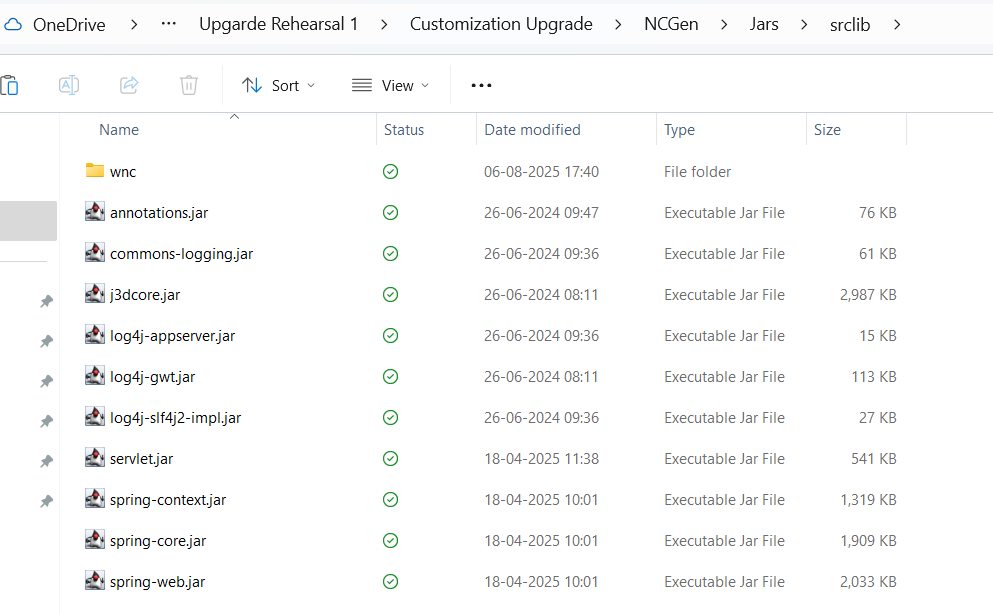 OneDrive > ... Upgarde Rehearsal 1 > Customization Upgrade > NCGen > Jars > srclib >
A Sort View ...
Name Status Date modified Type Size
wnc 06-08-2025 17:40 File folder
annotations.jar 26-06-2024 09:47 Executable Jar File 76 KB
commons-logging.jar 26-06-2024 09:36 Executable Jar File 61 KB
j3dcore.jar 26-06-2024 08:11 Executable Jar File 2,987 KB
log4j-appserver.jar 26-06-2024 09:36 Executable Jar File 15 KB
log4j-gwt.jar 26-06-2024 08:11 Executable Jar File 113 KB
log4j-slf4j2-impl.jar 26-06-2024 09:36 Executable Jar File 27 KB
servlet.jar 18-04-2025 11:38 Executable Jar File 541 KB
spring-context.jar 18-04-2025 10:01 Executable Jar File 1,319 KB
spring-core.jar 18-04-2025 10:01 Executable Jar File 1,909 KB
spring-web.jar 18-04-2025 10:01 Executable Jar File 2,033 KB